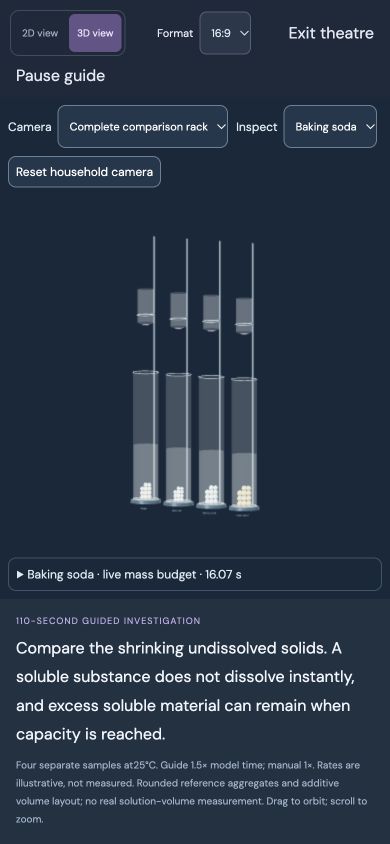 2D view 3D view Format 16:9 Exit theatre
Pause guide
Camera Complete comparison rack Inspect Baking soda
Reset household camera
Baking soda · live mass budget · 16.07 s
110-SECOND GUIDED INVESTIGATION
Compare the shrinking undissolved solids. A
soluble substance does not dissolve instantly,
and excess soluble material can remain when
capacity is reached.
Four separate samples at25°C. Guide 1.5× model time; manual 1×. Rates are
illustrative, not measured. Rounded reference aggregates and additive
volume layout; no real solution-volume measurement. Drag to orbit; scroll to
zoom.